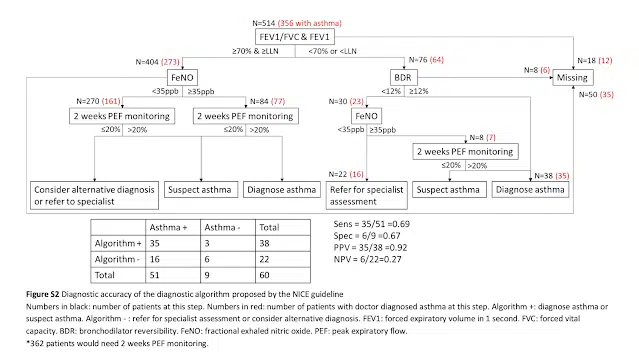 N=514 (356 with asthma)
FEV1/FVC & FEV1
≥70% & ≥LLN
<70% or <LLN
N=404 (273)
N=76 (64)
N=18 (12)
N=8 (6)
FeNO
BDR
Missing
<35ppb
≥35ppb
<12%
≥12%
N=50 (35)
N=270 (161)
N=84 (77)
N=30 (23)
2 weeks PEF monitoring
2 weeks PEF monitoring
FeNO
≤20%
>20%
≤20%
>20%
<35ppb
≥35ppb
N=8 (7)
2 weeks PEF monitoring
≤20%
>20%
N=22 (16)
N=38 (35)
Consider alternative diagnosis
or refer to specialist
Suspect asthma
Diagnose asthma
Refer for specialist
assessment
Suspect asthma
Diagnose asthma
Asthma + Asthma - Total
Algorithm + 35 3 38
Algorithm - 16 6 22
Total 51 9 60
Sens = 35/51 =0.69
Spec = 6/9 =0.67
PPV = 35/38 =0.92
NPV = 6/22=0.27
Figure S2 Diagnostic accuracy of the diagnostic algorithm proposed by the NICE guideline
Numbers in black: number of patients at this step. Numbers in red: number of patients with doctor diagnosed asthma at this step. Algorithm +: diagnose asthma or
suspect asthma. Algorithm - : refer for specialist assessment or consider alternative diagnosis. FEV1: forced expiratory volume in 1 second. FVC: forced vital
capacity. BDR: bronchodilator reversibility. FeNO: fractional exhaled nitric oxide. PEF: peak expiratory flow.
*362 patients would need 2 weeks PEF monitoring.